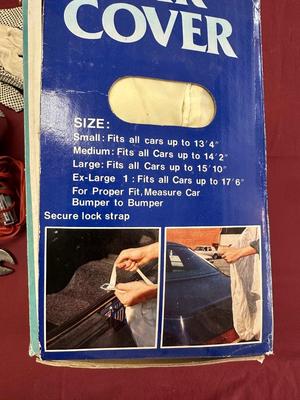 COVER
SIZE:
Small: Fits all cars up to 13'4"
Medium: Fits all Cars up to 14'2"
Large: Fits all Cars up to 15'10"
Ex-Large 1: Fits all Cars up to 17'6"
For Proper Fit, Measure Car
Bumper to Bumper
Secure lock strap